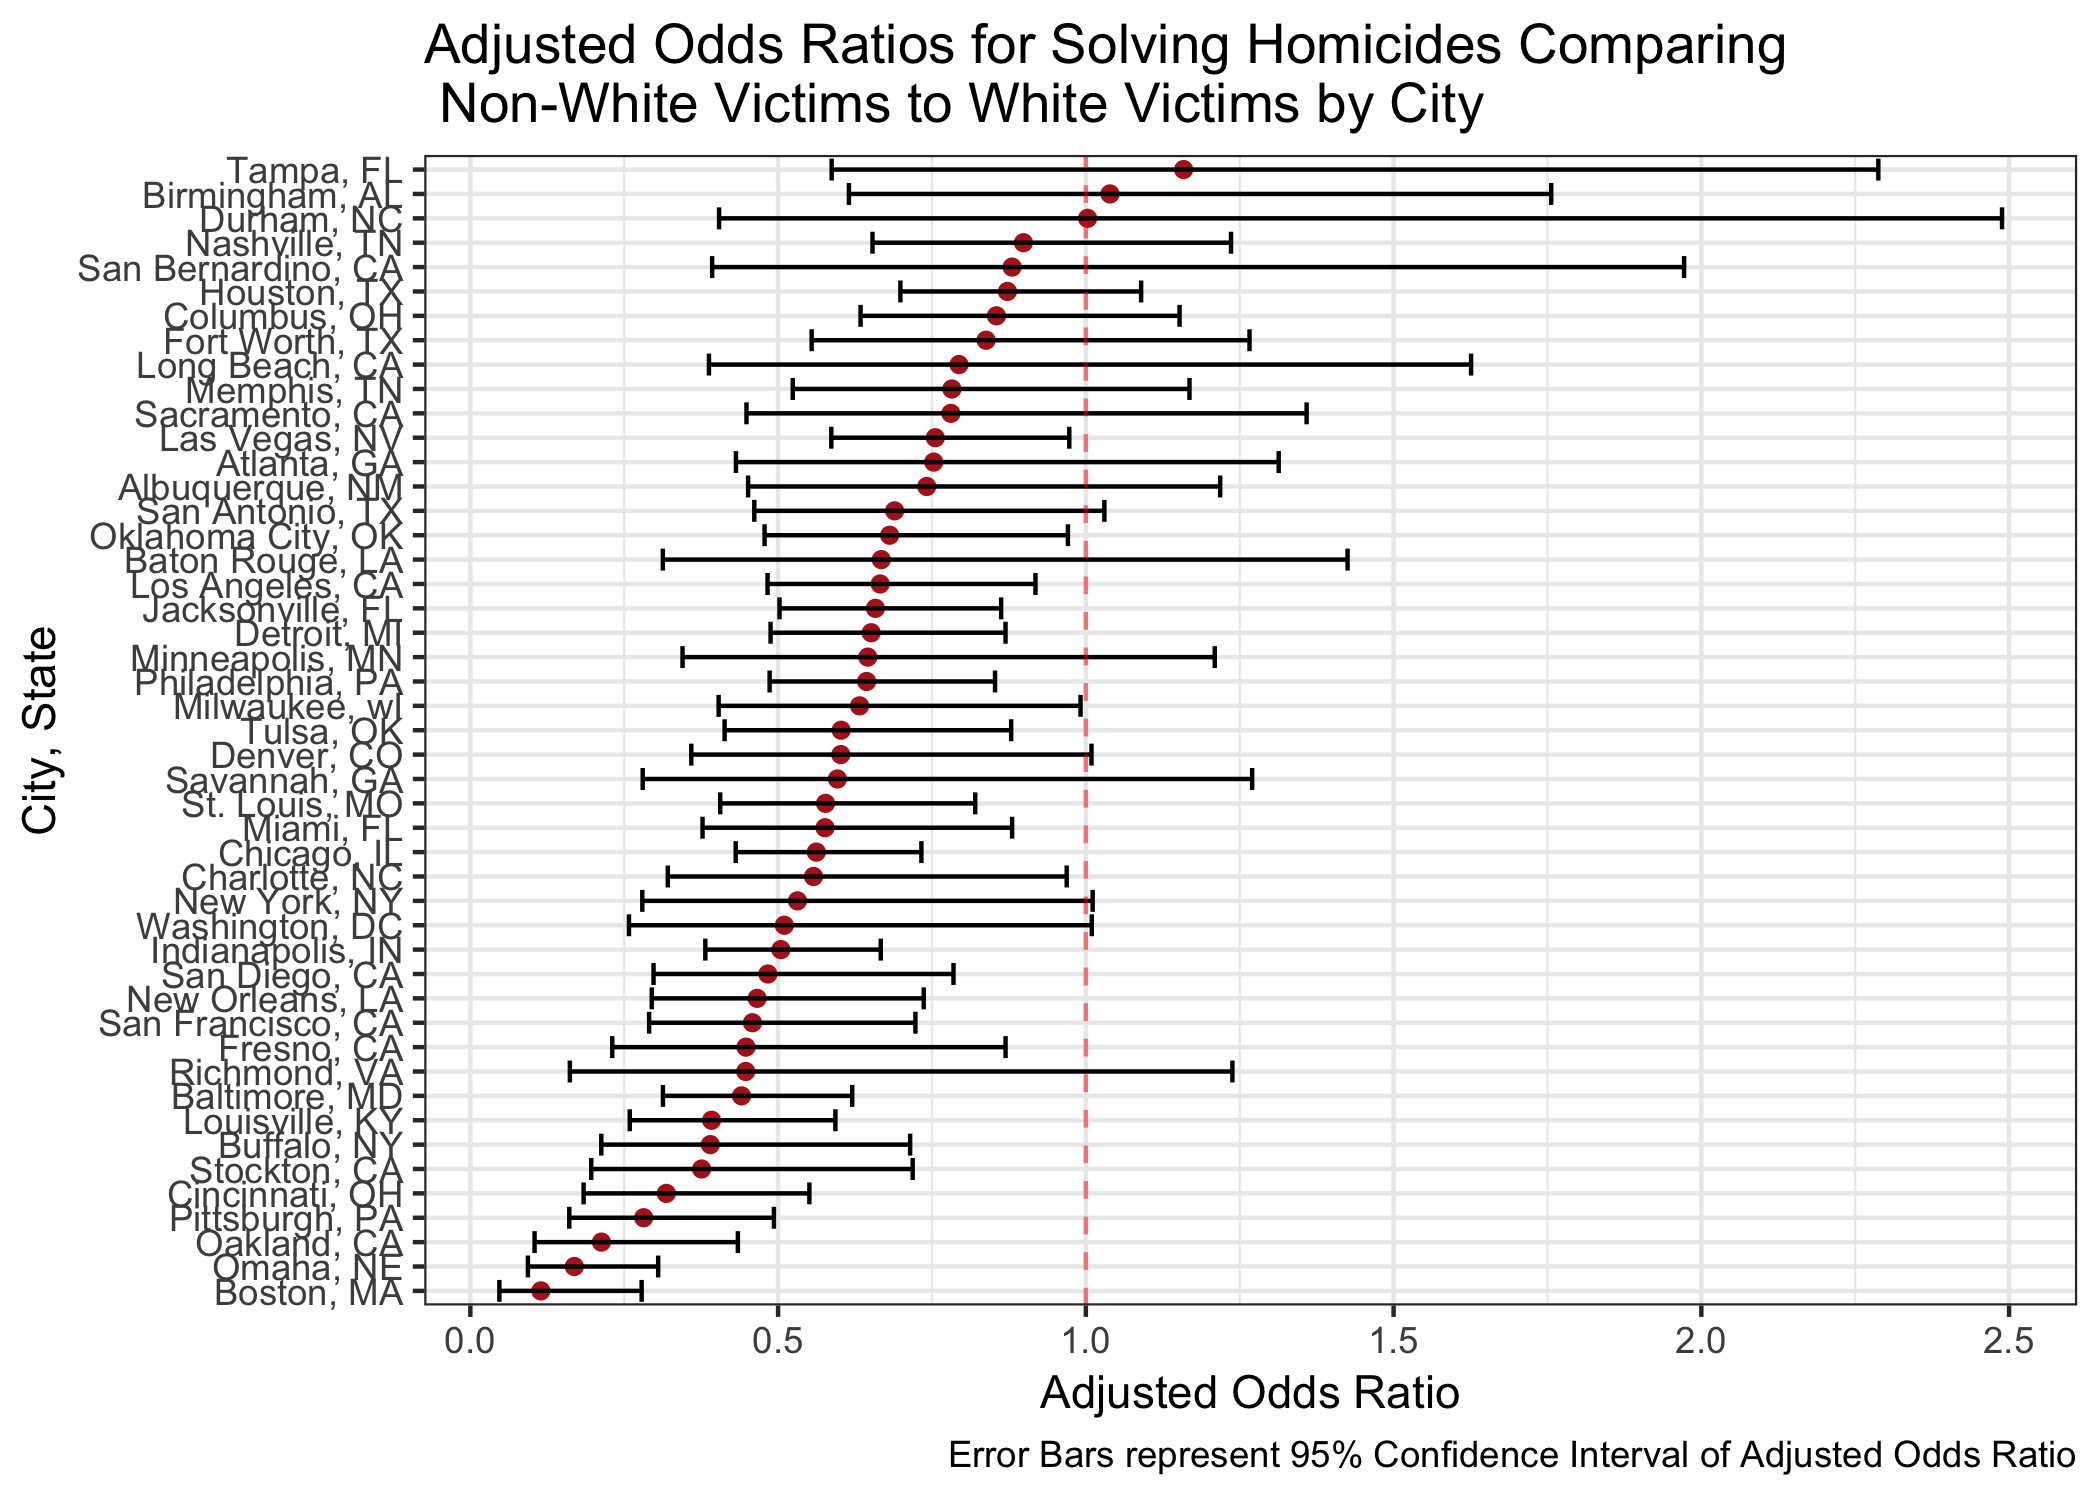 Adjusted Odds Ratios for Solving Homicides Comparing
Non-White Victims to White Victims by City
Tampa, FL
Birmingham, AL
Durham, NC
Nashville, TN
San Bernardino, CA
Houston, TX
Columbus, OH
Fort Worth, TX
Long Beach, CA
Memphis, TN
Sacramento, CA
Las Vegas, NV
Atlanta, GA
Albuquerque, NM
San Antonio, TX
Oklahoma City, OK
Baton Rouge, LA
Los Angeles, CA
Jacksonville, FL
Detroit, MI
Minneapolis, MN
Philadelphia, PA
Milwaukee, wI
Tulsa, OK
Denver, CO
Savannah, GA
St. Louis, MO
Miami, FL
Chicago, IL
Charlotte, NC
New York, NY
Washington, DC
Indianapolis, IN
San Diego, CA
New Orleans, LA
San Francisco, CA
Fresno, CA
Richmond, VA
Baltimore, MD
Louisville, KY
Buffalo, NY
Stockton, CA
Cincinnati, OH
Pittsburgh, PA
Oakland, CA
Omaha, NE
Boston, MA
City, State
0.0 0.5 1.0 1.5 2.0 2.5
Adjusted Odds Ratio
Error Bars represent 95% Confidence Interval of Adjusted Odds Ratio